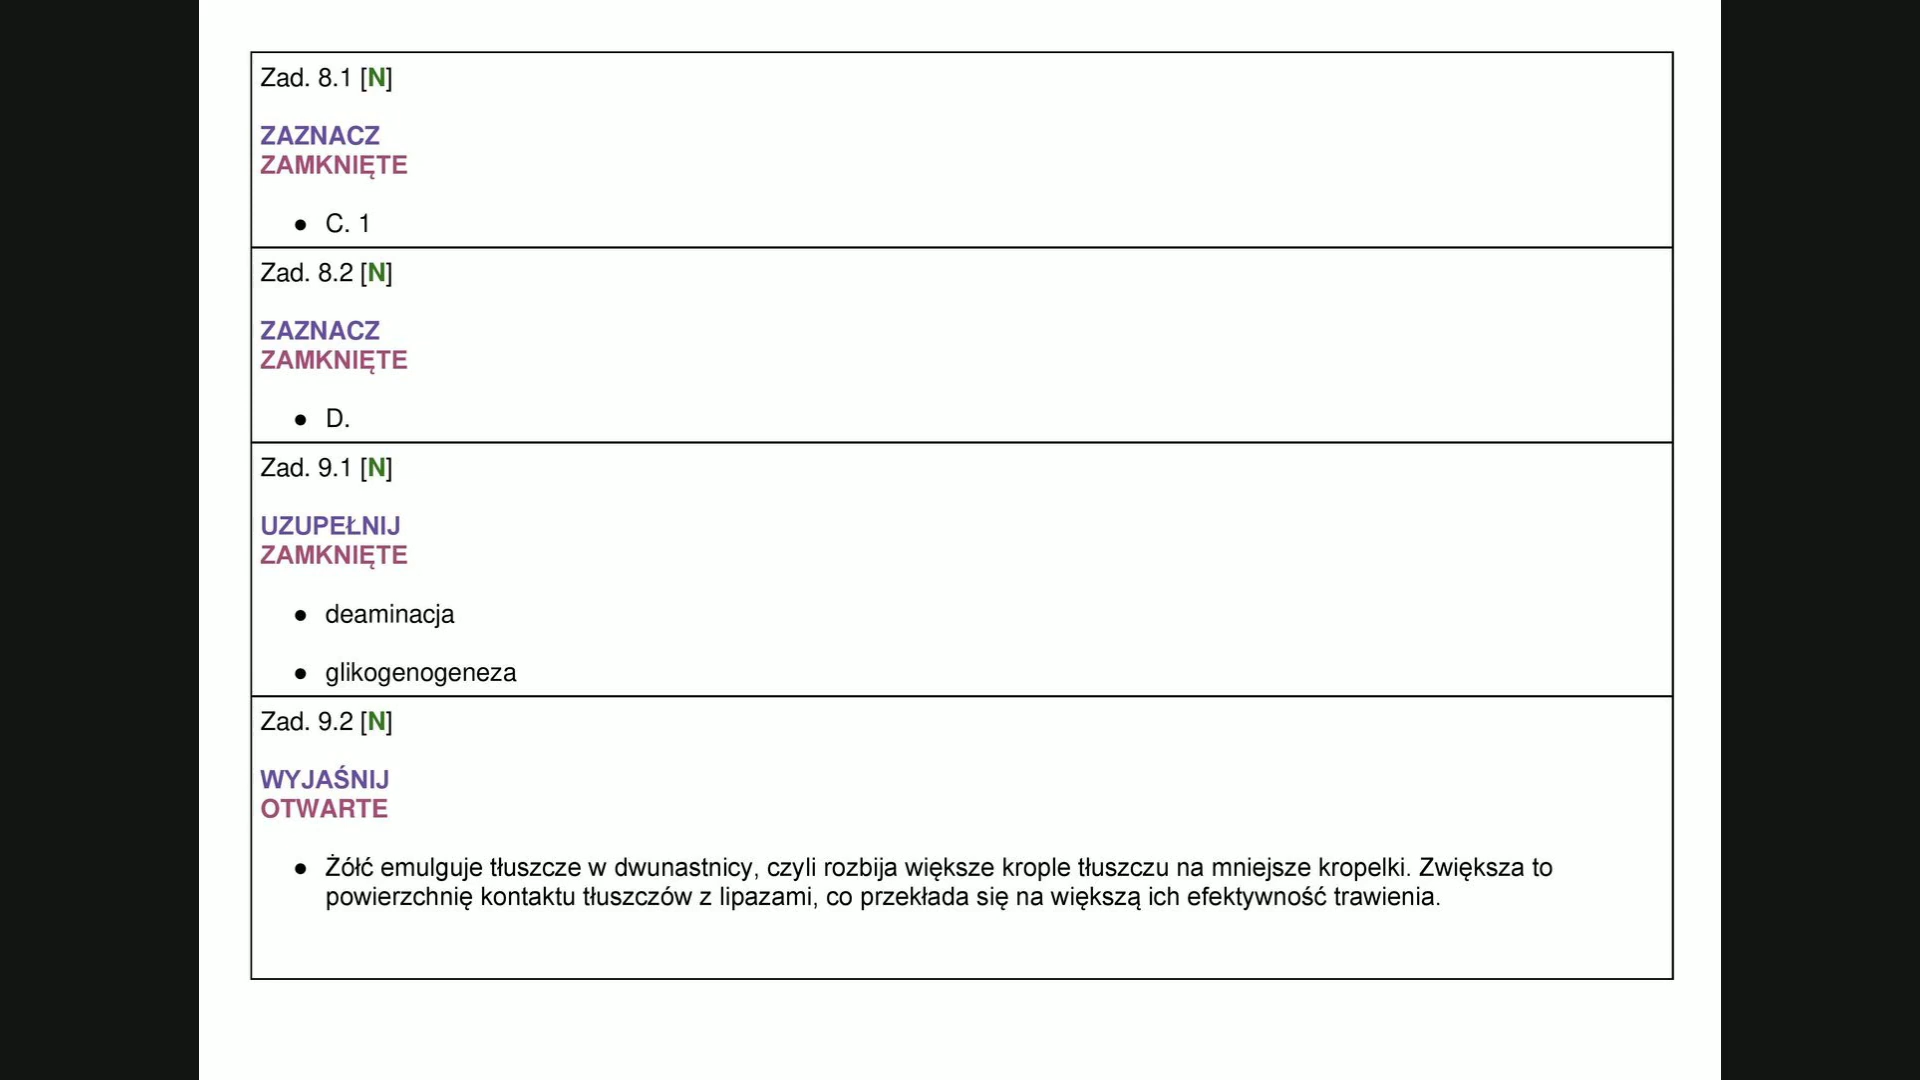 Zad. 8.1 [N]
ZAZNACZ
ZAMKNIĘTE
● C. 1
Zad. 8.2 [N]
ZAZNACZ
ZAMKNIĘTE
● D.
Zad. 9.1 [N]
UZUPEŁNIJ
ZAMKNIĘTE
● deaminacja
● glikogenogeneza
Zad. 9.2 [N]
WYJAŚNIJ
OTWARTE
● Żółć emulguje tłuszcze w dwunastnicy, czyli rozbija większe krople tłuszczu na mniejsze kropelki. Zwiększa to
powierzchnię kontaktu tłuszczów z lipazami, co przekłada się na większą ich efektywność trawienia.